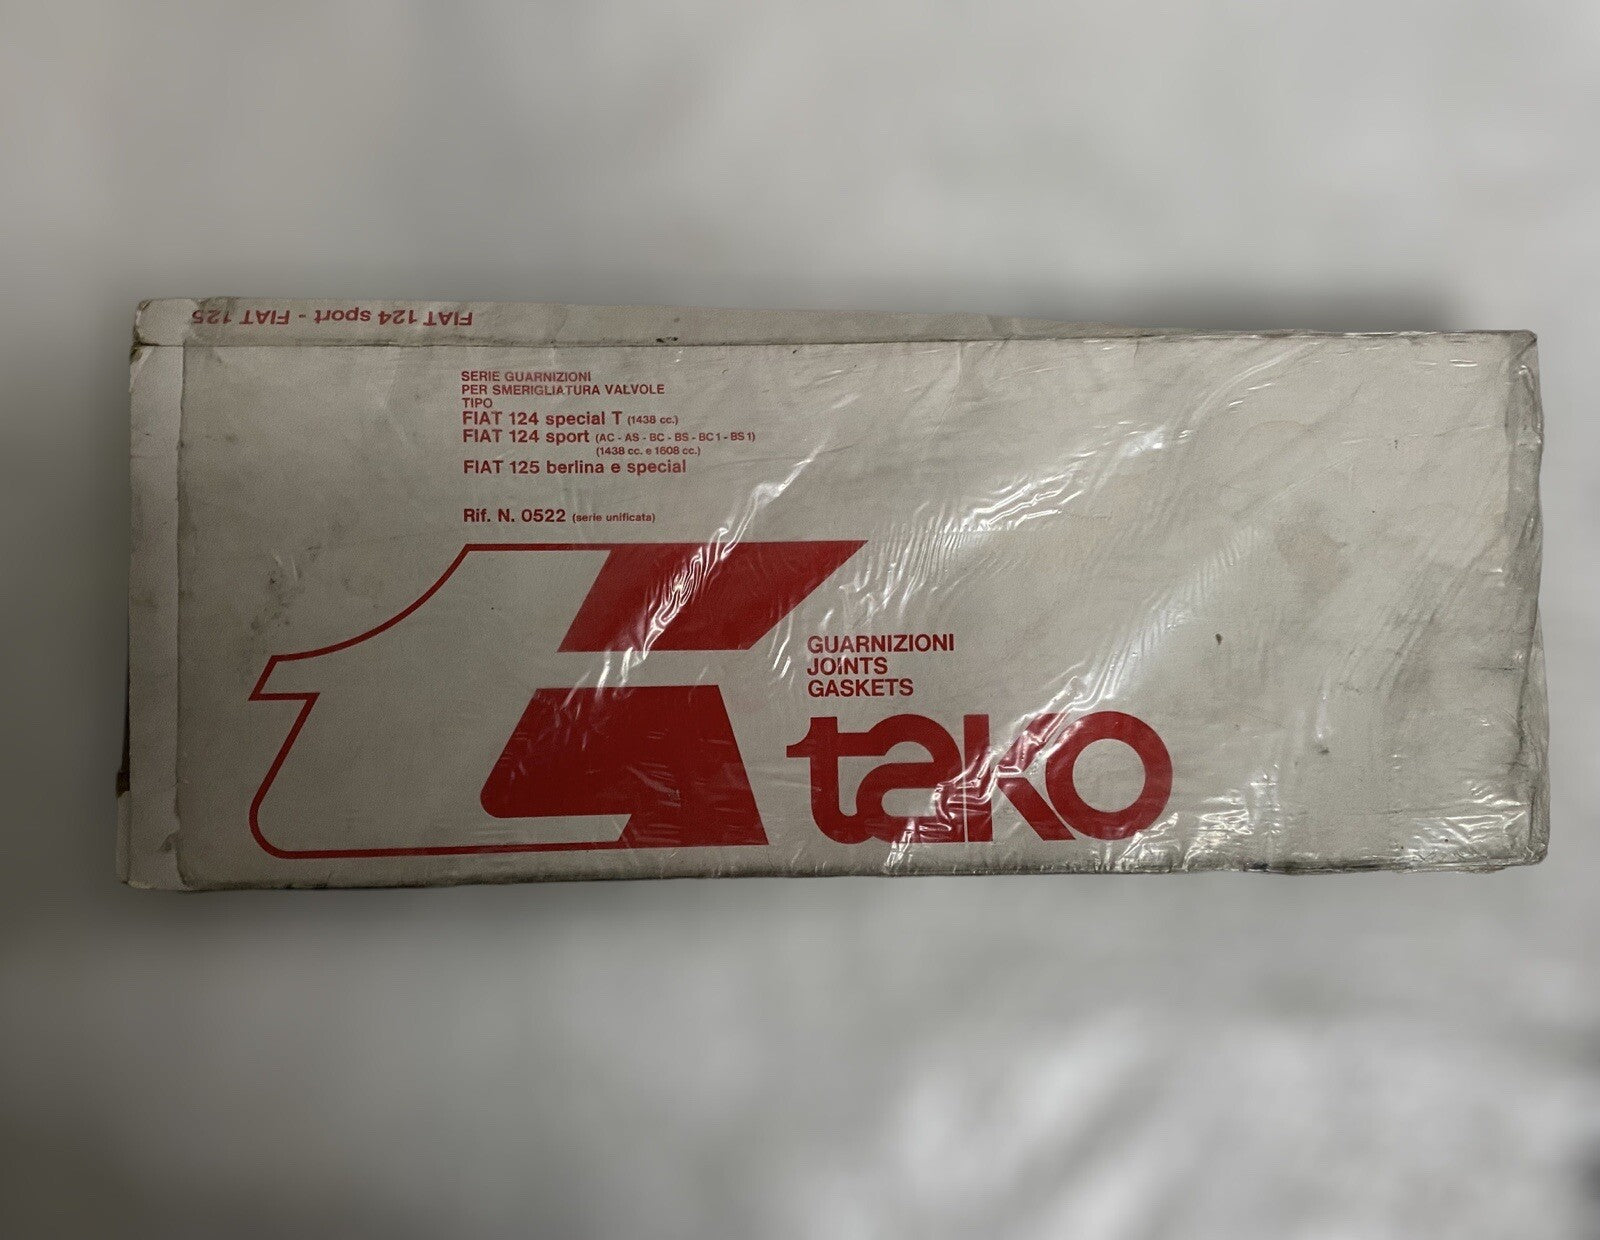 FIAT 124 sport - FIAT 125
SERIE GUARNIZIONI
PER SMERIGLIATURA VALVOLE
TIPO
FIAT 124 special T (1438 cc.)
FIAT 124 sport (AC - AS - BC - BS - BC1 - BS1)
(1438 cc. e 1608 cc.)
FIAT 125 berlina e special
Rif. N. 0522 (serie unificata)
GUARNIZIONI
JOINTS
GASKETS
tako